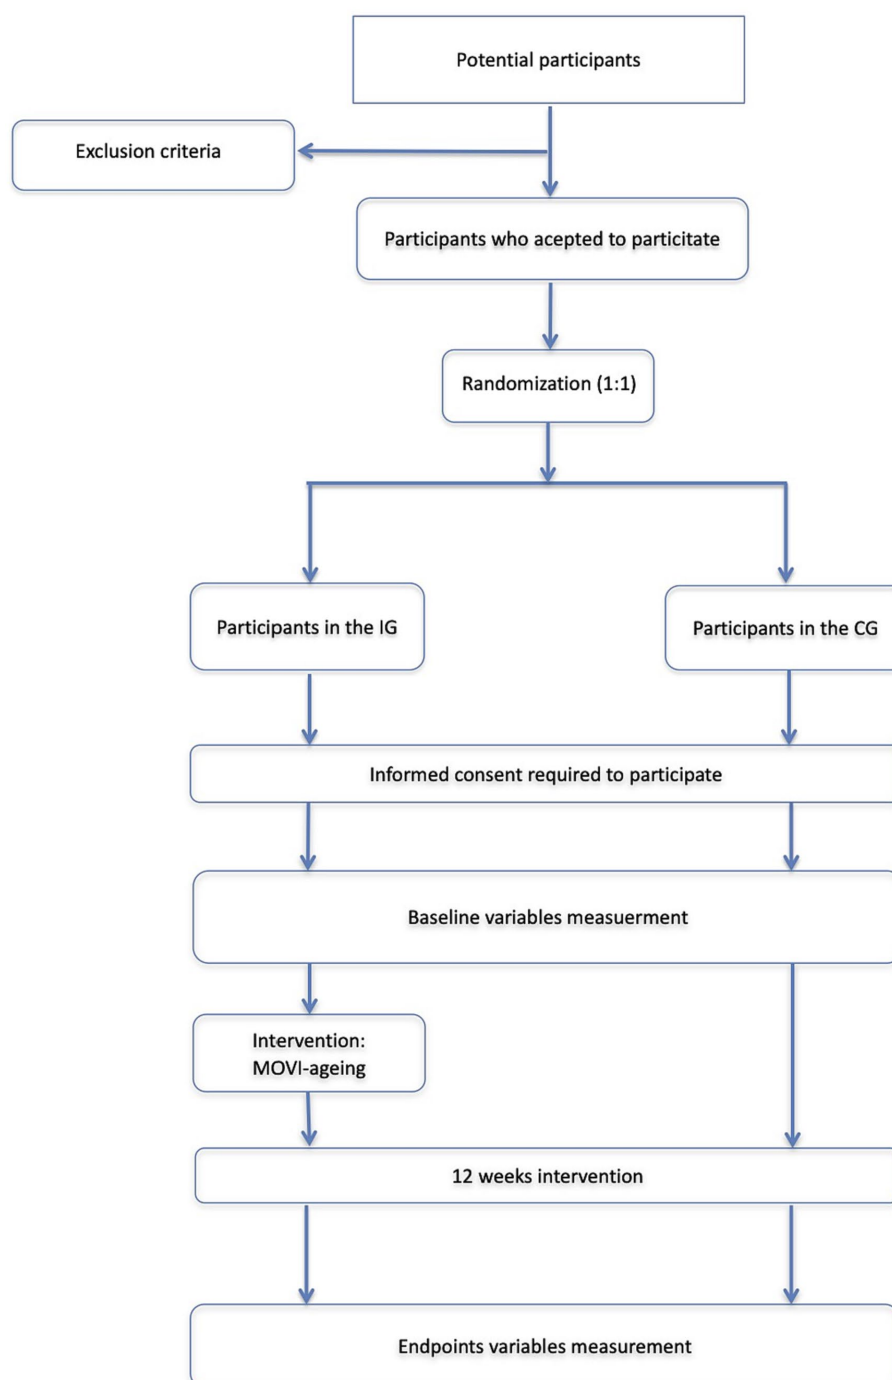 Potential participants
Exclusion criteria
Participants who acepted to particitate
Randomization (1:1)
Participants in the IG
Participants in the CG
Informed consent required to participate
Baseline variables measuerment
Intervention:
MOVI-ageing
12 weeks intervention
Endpoints variables measurement